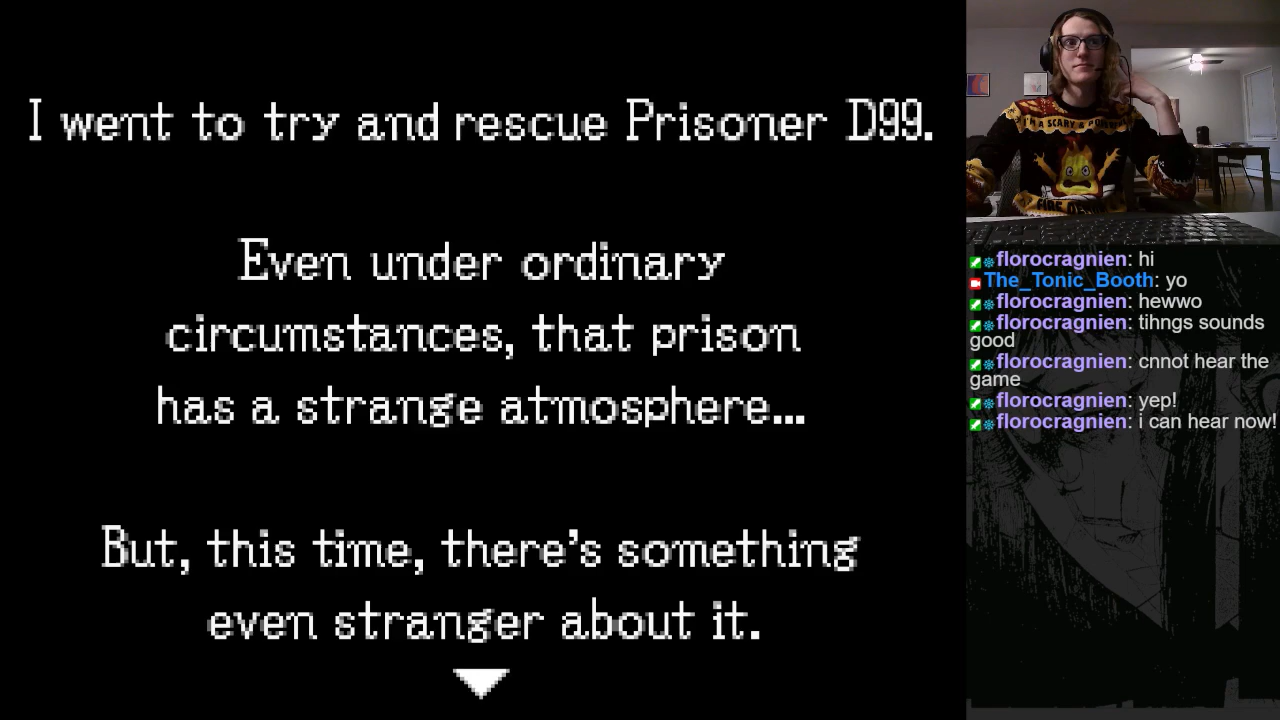 I went to try and rescue Prisoner D99.
Even under ordinary
circumstances, that prison
has a strange atmosphere...
But, this time, there's something
even stranger about it.
I'M A SCARY &
florocragnien: hi
The_Tonic_Booth: yo
florocragnien: hewwo
florocragnien: tihngs sounds
good
florocragnien: cnnot hear the
game
florocragnien: yep!
florocragnien: i can hear now!